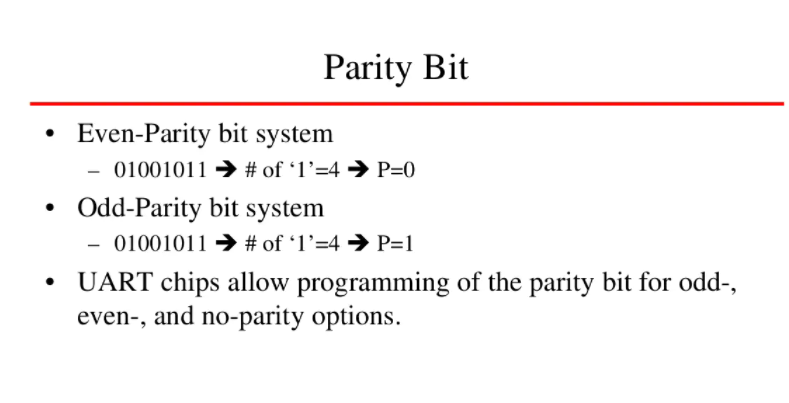 Parity Bit
• Even-Parity bit system
– 01001011 ➔ # of ‘1’=4 ➔ P=0
• Odd-Parity bit system
– 01001011 ➔ # of ‘1’=4 ➔ P=1
• UART chips allow programming of the parity bit for odd-,
even-, and no-parity options.